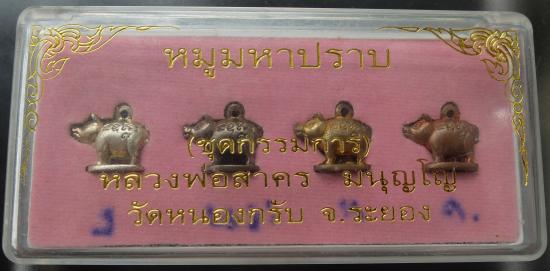 หมูมหาปราบ
(ชุดกรรมการ)
หลวงพ่อสาคร มนุญโญ
วัดหนองกรับ จ.ระยอง